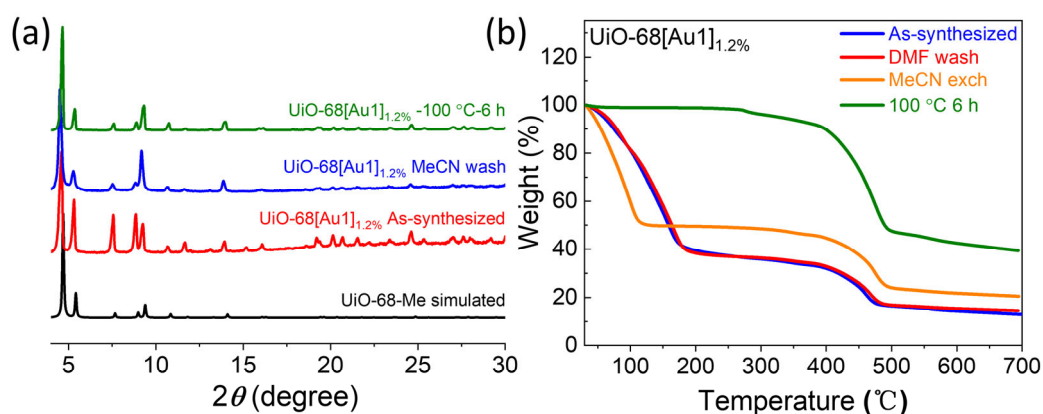 (a)
UiO-68[Au1]1.2% -100 °C-6 h
UiO-68[Au1]1.2% MeCN wash
UiO-68[Au1]1.2% As-synthesized
UiO-68-Me simulated
5 10 15 20 25 30
2θ (degree)
(b)
UiO-68[Au1]1.2%
As-synthesized
DMF wash
MeCN exch
100 °C 6 h
120
100
80
60
40
20
0
Weight (%)
100 200 300 400 500 600 700
Temperature (℃)